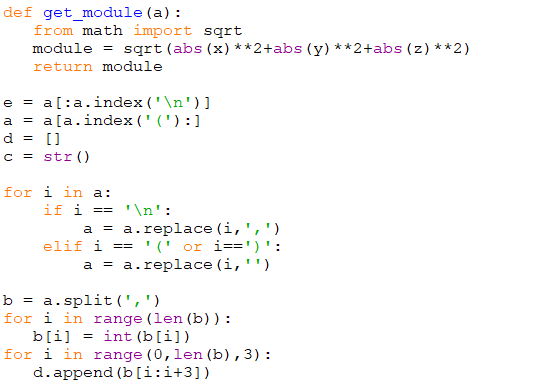 def get_module(a):
    from math import sqrt
    module = sqrt(abs(x)**2+abs(y)**2+abs(z)**2)
    return module

e = a[:a.index('\n')]
a = a[a.index('('):]
d = []
c = str()

for i in a:
    if i == '\n':
        a = a.replace(i,',')
    elif i == '(' or i==')':
        a = a.replace(i,'')

b = a.split(',')
for i in range(len(b)):
   b[i] = int(b[i])
for i in range(0,len(b),3):
   d.append(b[i:i+3])